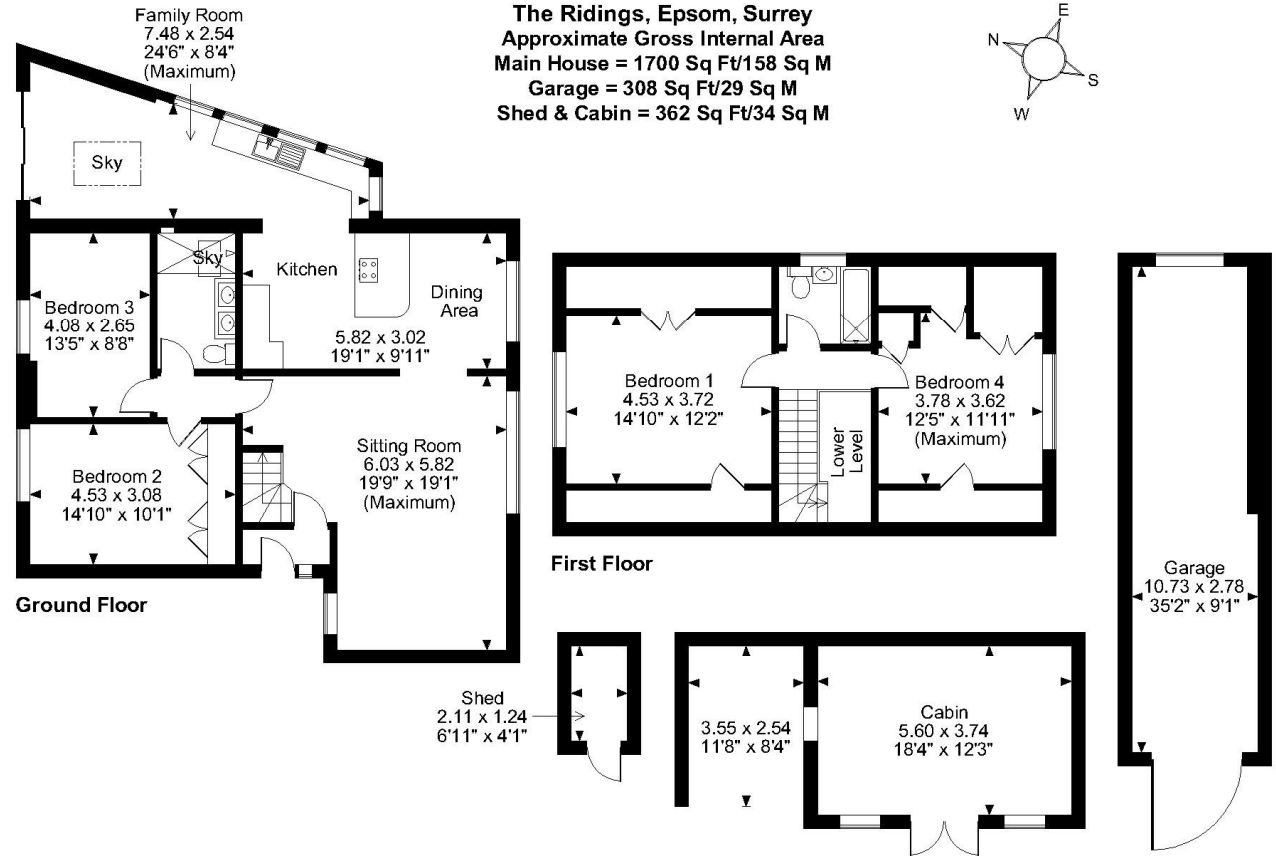 The Ridings, Epsom, Surrey
Approximate Gross Internal Area
Main House = 1700 Sq Ft/158 Sq M
Garage = 308 Sq Ft/29 Sq M
Shed & Cabin = 362 Sq Ft/34 Sq M
E
N
S
W
Family Room
7.48 x 2.54
24'6" x 8'4"
(Maximum)
Sky
Sky
Kitchen
Dining
Area
5.82 x 3.02
19'1" x 9'11"
Bedroom 3
4.08 x 2.65
13'5" x 8'8"
Bedroom 2
4.53 x 3.08
14'10" x 10'1"
Sitting Room
6.03 x 5.82
19'9" x 19'1"
(Maximum)
Ground Floor
Bedroom 1
4.53 x 3.72
14'10" x 12'2"
Lower
Level
Bedroom 4
3.78 x 3.62
12'5" x 11'11"
(Maximum)
First Floor
Garage
10.73 x 2.78
35'2" x 9'1"
Shed
2.11 x 1.24
6'11" x 4'1"
3.55 x 2.54
11'8" x 8'4"
Cabin
5.60 x 3.74
18'4" x 12'3"